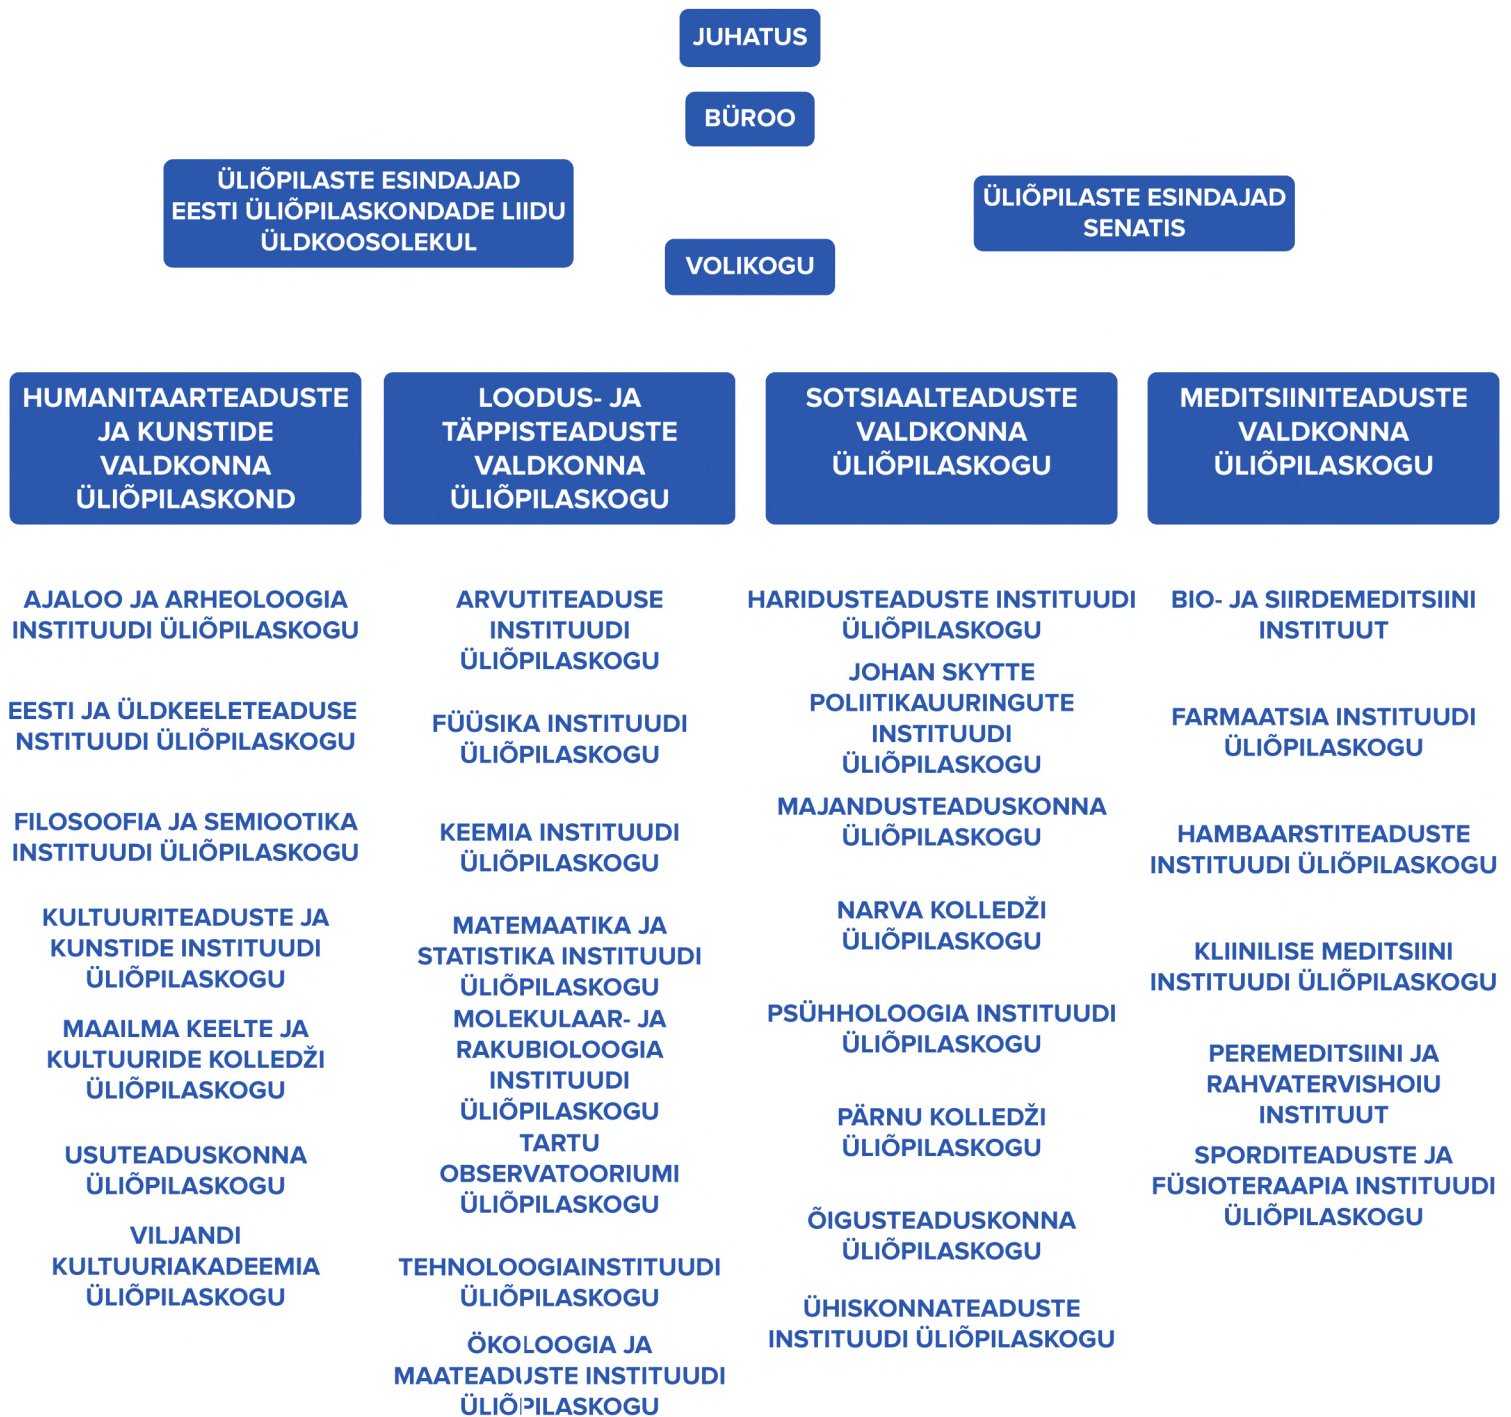 JUHATUS
BÜROO
ÜLIÕPILASTE ESINDAJAD
EESTI ÜLIÕPILASKONDADE LIIDU
ÜLDKOOSOLEKUL
ÜLIÕPILASTE ESINDAJAD
SENATIS
VOLIKOGU
HUMANITAARTEADUSTE
JA KUNSTIDE
VALDKONNA
ÜLIÕPILASKOND
AJALOO JA ARHEOLOOGIA
INSTITUUDI ÜLIÕPILASKOGU
EESTI JA ÜLDKEELETEADUSE
NSTITUUDI ÜLIÕPILASKOGU
FILOSOOFIA JA SEMIOOTIKA
INSTITUUDI ÜLIÕPILASKOGU
KULTUURITEADUSTE JA
KUNSTIDE INSTITUUDI
ÜLIÕPILASKOGU
MAAILMA KEELTE JA
KULTUURIDE KOLLEDŽI
ÜLIÕPILASKOGU
USUTEADUSKONNA
ÜLIÕPILASKOGU
VILJANDI
KULTUURIAKADEEMIA
ÜLIÕPILASKOGU
LOODUS- JA
TÄPPISTEADUSTE
VALDKONNA
ÜLIÕPILASKOGU
ARVUTITEADUSE
INSTITUUDI
ÜLIÕPILASKOGU
FÜÜSIKA INSTITUUDI
ÜLIÕPILASKOGU
KEEMIA INSTITUUDI
ÜLIÕPILASKOGU
MATEMAATIKA JA
STATISTIKA INSTITUUDI
ÜLIÕPILASKOGU
MOLEKULAAR- JA
RAKUBIOLOOGIA
INSTITUUDI
ÜLIÕPILASKOGU
TARTU
OBSERVATOORIUMI
ÜLIÕPILASKOGU
TEHNOLOOGIAINSTITUUDI
ÜLIÕPILASKOGU
ÖKOLOOGIA JA
MAATEADUSTE INSTITUUDI
ÜLIÕPILASKOGU
SOTSIAALTEADUSTE
VALDKONNA
ÜLIÕPILASKOGU
HARIDUSTEADUSTE INSTITUUDI
ÜLIÕPILASKOGU
JOHAN SKYTTE
POLIITIKAUURINGUTE
INSTITUUDI
ÜLIÕPILASKOGU
MAJANDUSTEADUSKONNA
ÜLIÕPILASKOGU
NARVA KOLLEDŽI
ÜLIÕPILASKOGU
PSÜHHOLOOGIA INSTITUUDI
ÜLIÕPILASKOGU
PÄRNU KOLLEDŽI
ÜLIÕPILASKOGU
ÕIGUSTEADUSKONNA
ÜLIÕPILASKOGU
ÜHISKONNATEADUSTE
INSTITUUDI ÜLIÕPILASKOGU
MEDITSIINITEADUSTE
VALDKONNA
ÜLIÕPILASKOGU
BIO- JA SIIRDEMEDITSIINI
INSTITUUT
FARMAATSIA INSTITUUDI
ÜLIÕPILASKOGU
HAMBAARSTITEADUSTE
INSTITUUDI ÜLIÕPILASKOGU
KLIINILISE MEDITSIINI
INSTITUUDI ÜLIÕPILASKOGU
PEREMEDITSIINI JA
RAHVATERVISHOIU
INSTITUUT
SPORDITEADUSTE JA
FÜSIOTERAAPIA INSTITUUDI
ÜLIÕPILASKOGU